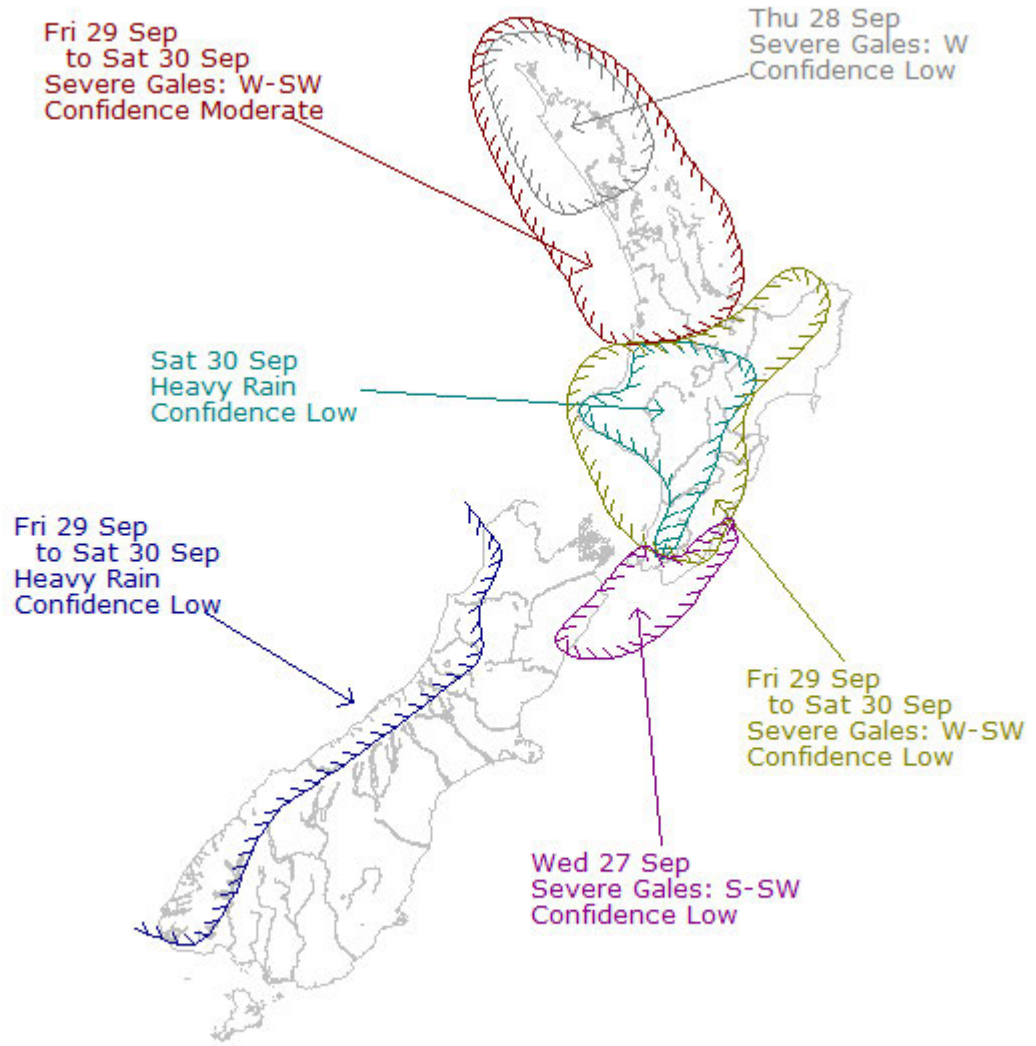 Fri 29 Sep
to Sat 30 Sep
Severe Gales: W-SW
Confidence Moderate
Thu 28 Sep
Severe Gales: W
Confidence Low
Sat 30 Sep
Heavy Rain
Confidence Low
Fri 29 Sep
to Sat 30 Sep
Heavy Rain
Confidence Low
Fri 29 Sep
to Sat 30 Sep
Severe Gales: W-SW
Confidence Low
Wed 27 Sep
Severe Gales: S-SW
Confidence Low